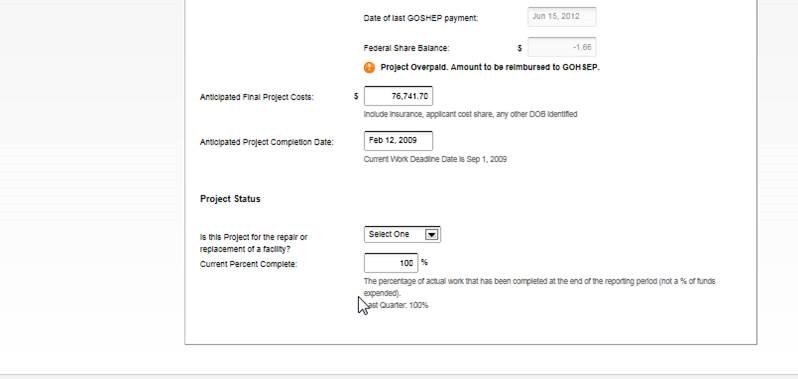 Date of last GOSHEP payment: Jun 15, 2012
Federal Share Balance: $ -1.66
Project Overpaid. Amount to be reimbursed to GOHSEP.
Anticipated Final Project Costs: $ 76,741.70
Include Insurance, applicant cost share, any other DOB identified
Anticipated Project Completion Date: Feb 12, 2009
Current Work Deadline Date is Sep 1, 2009
Project Status
Is this Project for the repair or replacement of a facility? Select One
Current Percent Complete: 100 %
The percentage of actual work that has been completed at the end of the reporting period (not a % of funds
expended).
Last Quarter: 100%